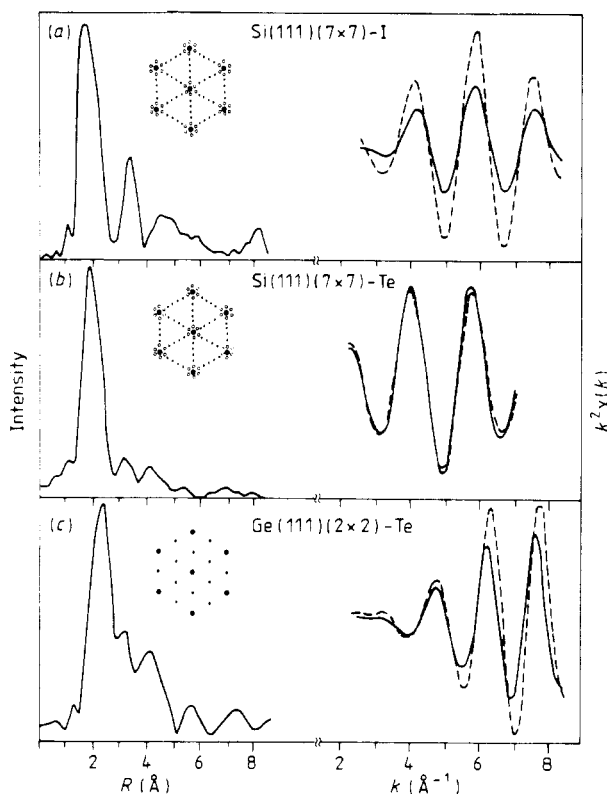 (a) Si(111)(7×7)-I
(b) Si(111)(7×7)-Te
(c) Ge(111)(2×2)-Te
Intensity
k²χ(k)
2 4 6 8 2 4 6 8
R (Å) k (Å⁻¹)